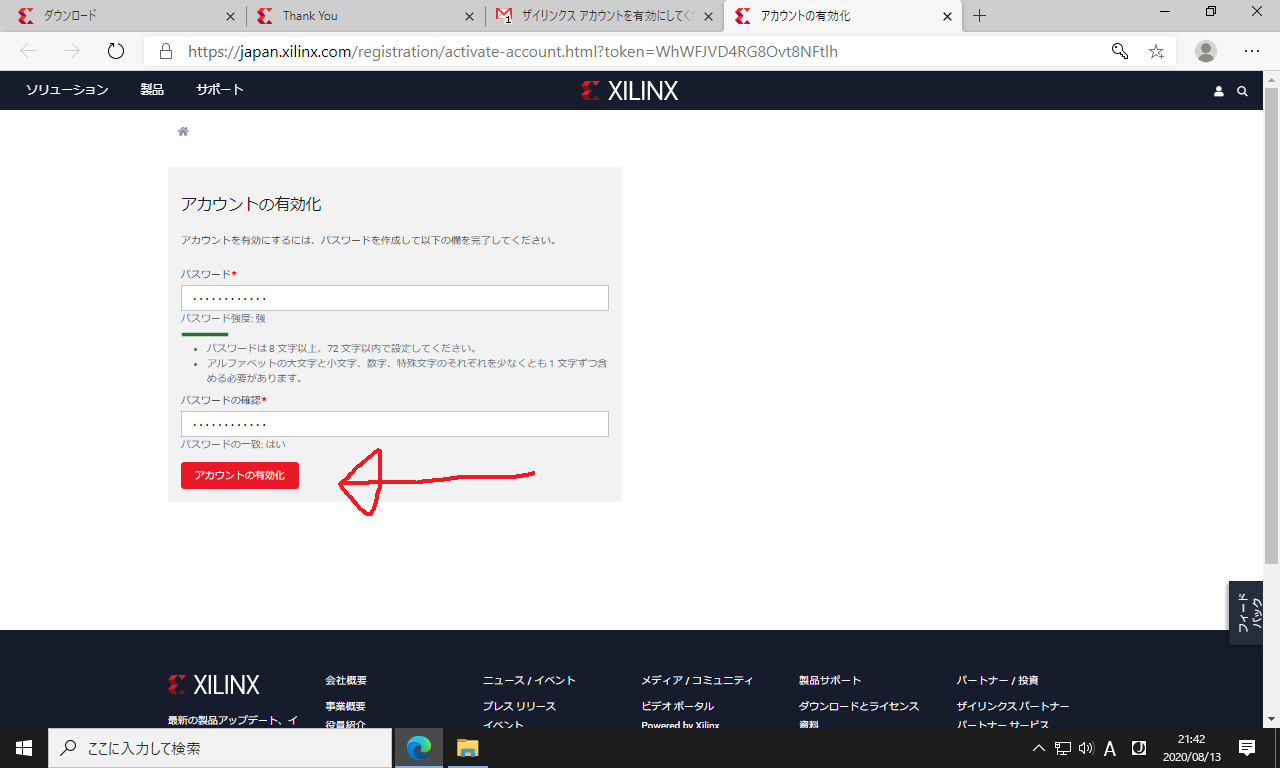 ダウンロード
Thank You
1
ザイリンクス アカウントを有効にしてく
アカウントの有効化
https://japan.xilinx.com/registration/activate-account.html?token=WhWFJVD4RG8Ovt8NFtlh
ソリューション 製品 サポート
XILINX
アカウントの有効化
アカウントを有効にするには、パスワードを作成して以下の欄を完了してください。
パスワード*
............
パスワード強度: 強
• パスワードは 8 文字以上、72 文字以内で設定してください。
• アルファベットの大文字と小文字、数字、特殊文字のそれぞれを少なくとも 1 文字ずつ含
める必要があります。
パスワードの確認*
............
パスワードの一致: はい
アカウントの有効化
フィード
バック
XILINX
最新の製品アップデート、イ
会社概要
事業概要
役員紹介
ニュース / イベント
プレス リリース
イベント
メディア / コミュニティ
ビデオ ポータル
Powered by Xilinx
製品サポート
ダウンロードとライセンス
資料
パートナー / 投資
ザイリンクス パートナー
パートナー サービス
ここに入力して検索
A
J
21:42
2020/08/13